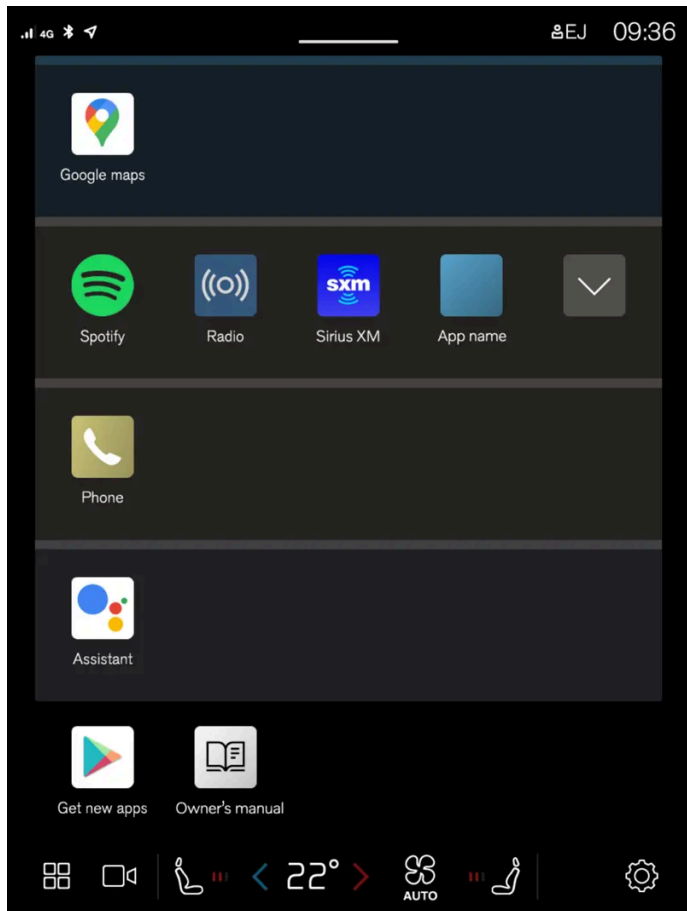 4G EJ 09:36
Google maps
sxm
Spotify Radio Sirius XM App name
Phone
Assistant
Get new apps Owner's manual
22°
AUTO